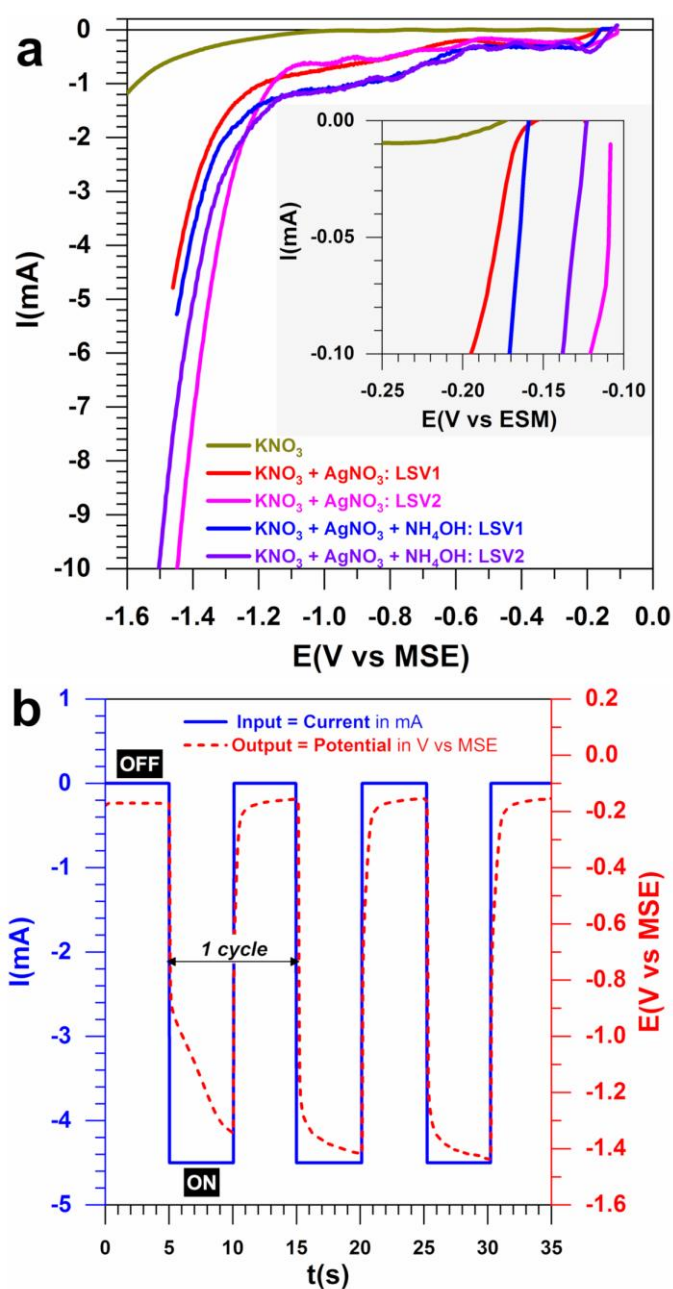 a
0
-1
-2
-3
-4
-5
-6
-7
-8
-9
-10
I(mA)
-1.6 -1.4 -1.2 -1.0 -0.8 -0.6 -0.4 -0.2 0.0
E(V vs MSE)
0.00
-0.05
-0.10
I(mA)
-0.25 -0.20 -0.15 -0.10
E(V vs ESM)
KNO₃
KNO₃ + AgNO₃: LSV1
KNO₃ + AgNO₃: LSV2
KNO₃ + AgNO₃ + NH₄OH: LSV1
KNO₃ + AgNO₃ + NH₄OH: LSV2
b
1
0
-1
-2
-3
-4
-5
I(mA)
Input = Current in mA
Output = Potential in V vs MSE
OFF
1 cycle
ON
0.2
0.0
-0.2
-0.4
-0.6
-0.8
-1.0
-1.2
-1.4
-1.6
E(V vs MSE)
0 5 10 15 20 25 30 35
t(s)